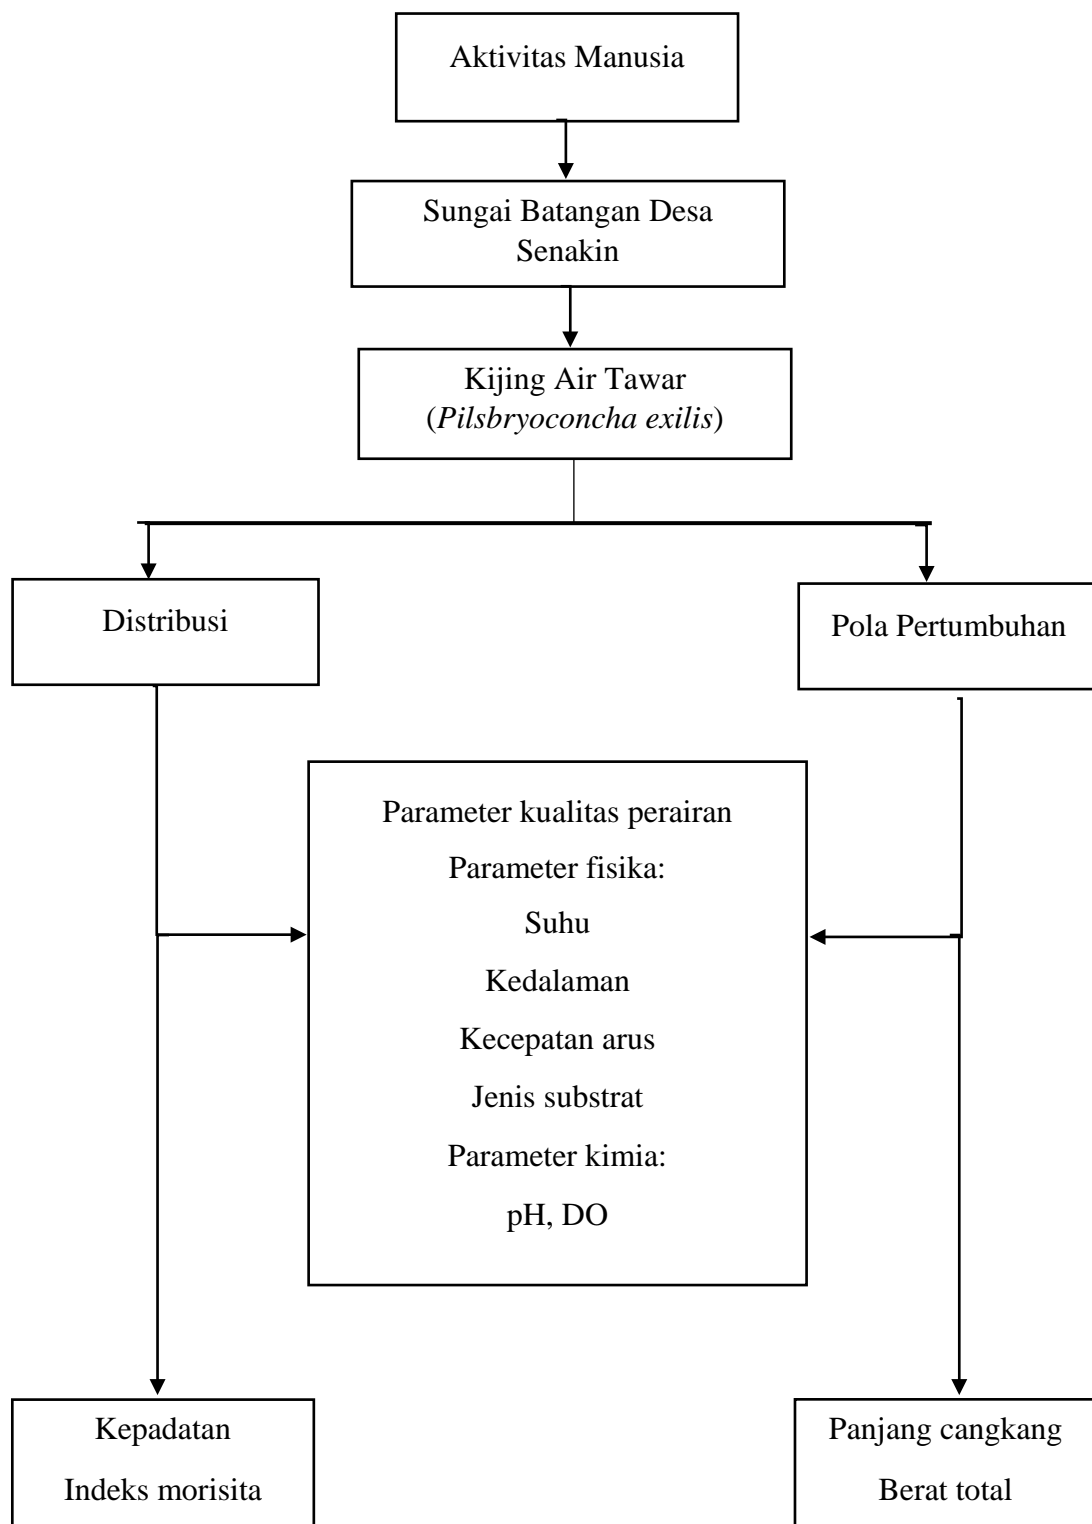 Aktivitas Manusia
Sungai Batangan Desa
Senakin
Kijing Air Tawar
(Pilsbryoconcha exilis)
Distribusi
Pola Pertumbuhan
Parameter kualitas perairan
Parameter fisika:
Suhu
Kedalaman
Kecepatan arus
Jenis substrat
Parameter kimia:
pH, DO
Kepadatan
Indeks morisita
Panjang cangkang
Berat total